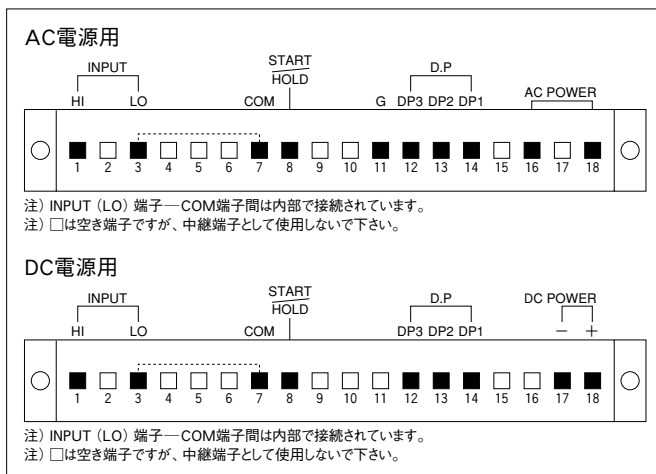 AC電源用
INPUT START/HOLD D.P AC POWER
HI LO COM G DP3 DP2 DP1
1 2 3 4 5 6 7 8 9 10 11 12 13 14 15 16 17 18
注） INPUT（LO）端子―COM端子間は内部で接続されています。
注） □は空き端子ですが、中継端子として使用しないで下さい。
DC電源用
INPUT START/HOLD D.P DC POWER
HI LO COM DP3 DP2 DP1 － ＋
1 2 3 4 5 6 7 8 9 10 11 12 13 14 15 16 17 18
注） INPUT（LO）端子―COM端子間は内部で接続されています。
注） □は空き端子ですが、中継端子として使用しないで下さい。